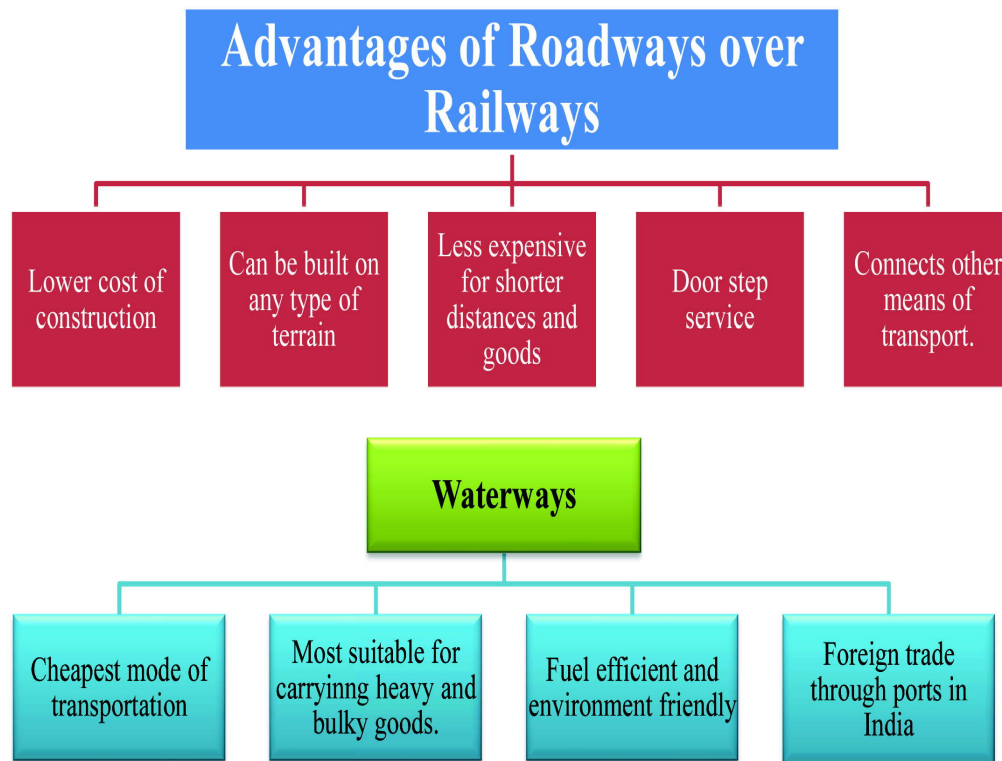 Advantages of Roadways over
Railways
Lower cost of
construction
Can be built on
any type of
terrain
Less expensive
for shorter
distances and
goods
Door step
service
Connects other
means of
transport.
Waterways
Cheapest mode of
transportation
Most suitable for
carryinng heavy and
bulky goods.
Fuel efficient and
environment friendly
Foreign trade
through ports in
India